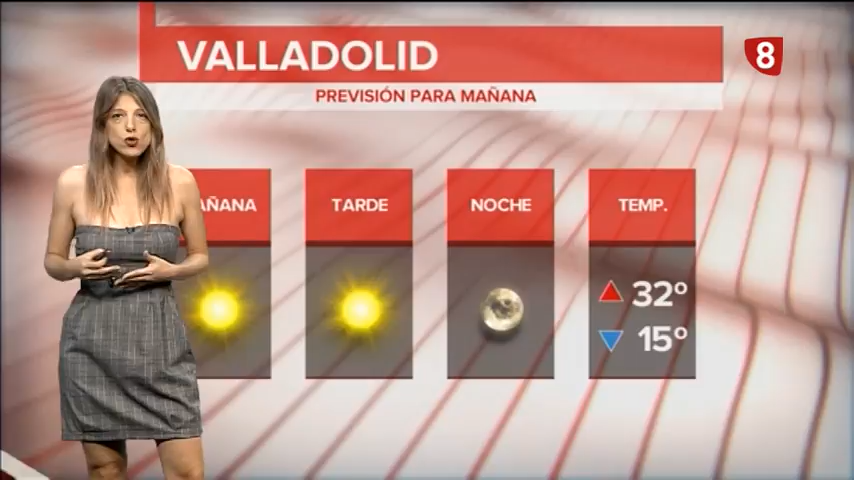 VALLADOLID
8
PREVISIÓN PARA MAÑANA
AÑANA
TARDE
NOCHE
TEMP.
32º
15º